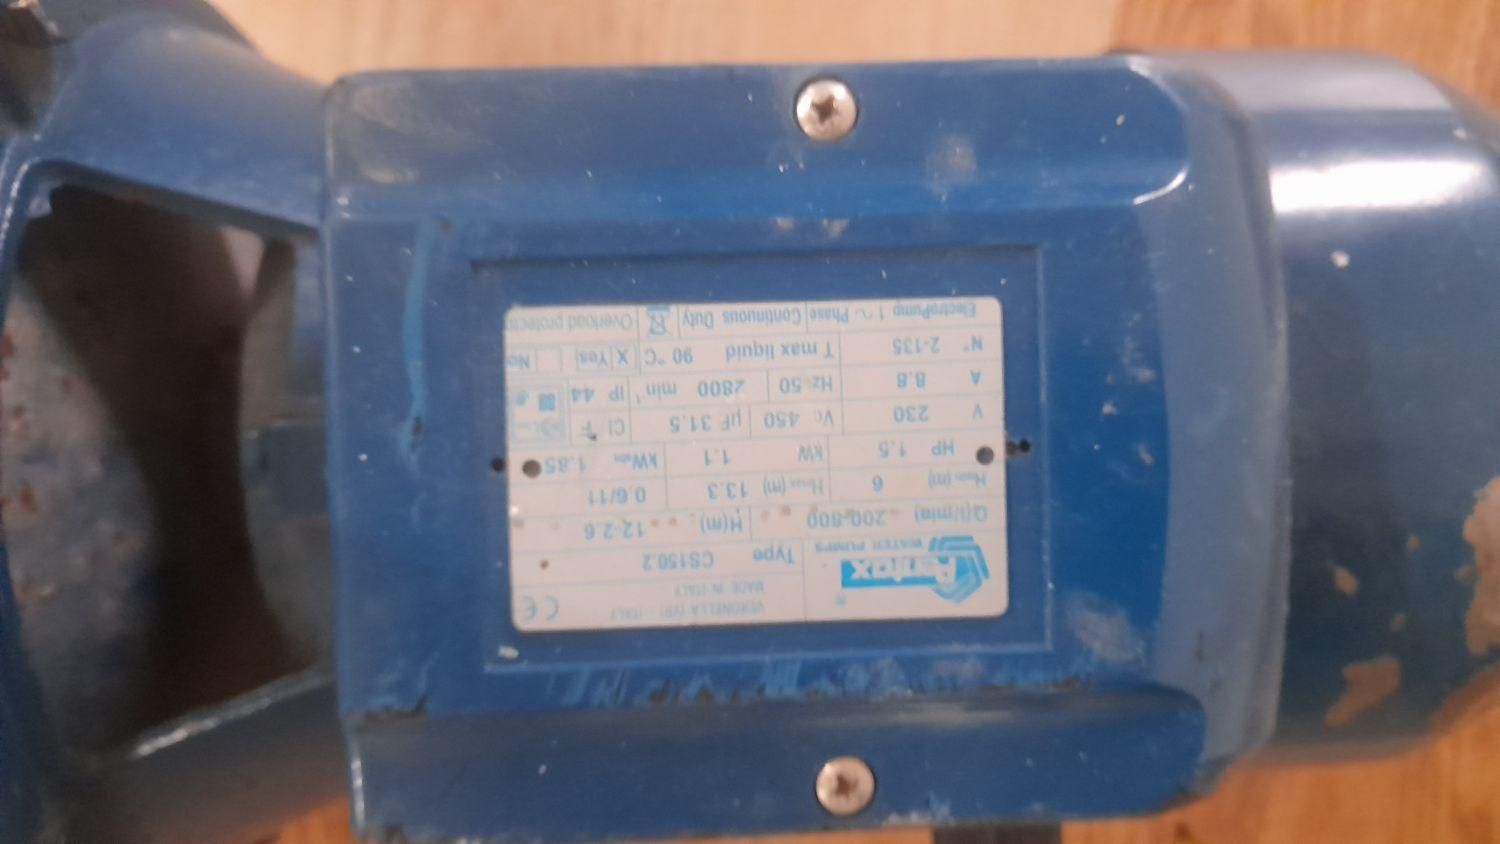 Pentax ®
WATER PUMPS
VERONELLA (VR) - ITALY
MADE IN ITALY
CE
Type CS150.2
Q(l/min) 200-800 H(m) 12-2.6
Hmin (m) 6 Hmax (m) 13.3 0.6/11
HP 1.5 kW 1.1 kWabs 1.85
V 230 Vc 450 µF 31.5 Cl F
A 8.8 Hz 50 2800 min⁻¹ IP 44
N° 2-135 T max liquid 90 °C X Yes No
ElectroPump 1 ~ Phase Continuous Duty Overload protecto